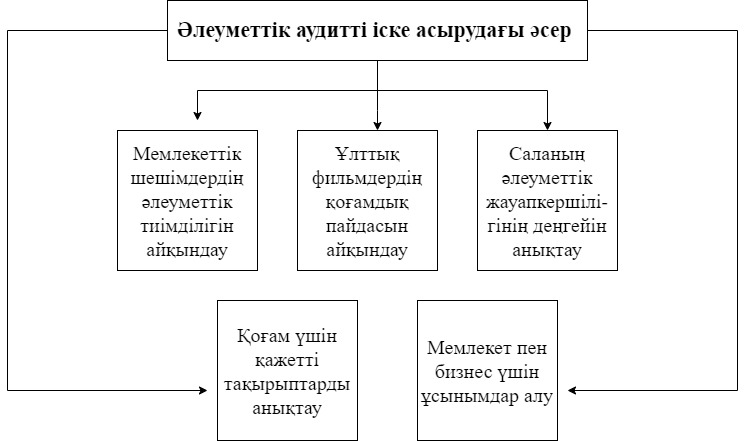 Әлеуметтік аудитті іске асырудағы әсер
Мемлекеттік
шешімдердің
әлеуметтік
тиімділігін
айқындау
Ұлттық
фильмдердің
қоғамдық
пайдасын
айқындау
Саланың
әлеуметтік
жауапкершілі-
гінің деңгейін
анықтау
Қоғам үшін
қажетті
тақырыптарды
анықтау
Мемлекет пен
бизнес үшін
ұсынымдар алу